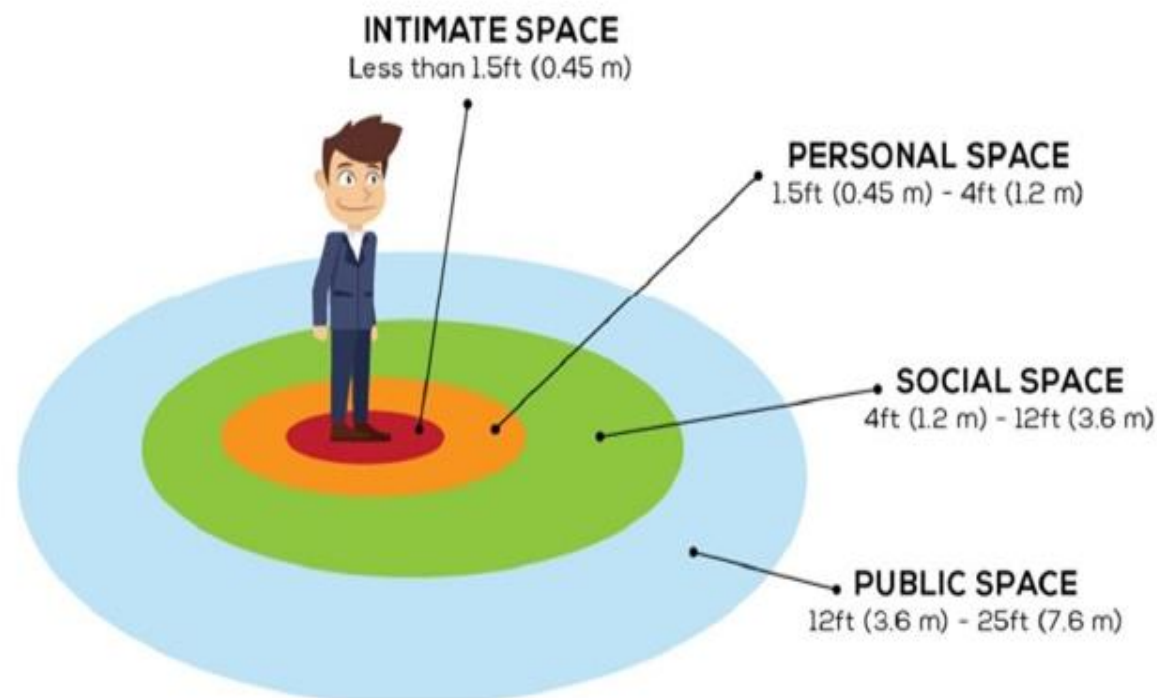 INTIMATE SPACE
Less than 1.5ft (0.45 m)
PERSONAL SPACE
1.5ft (0.45 m) - 4ft (1.2 m)
SOCIAL SPACE
4ft (1.2 m) - 12ft (3.6 m)
PUBLIC SPACE
12ft (3.6 m) - 25ft (7.6 m)